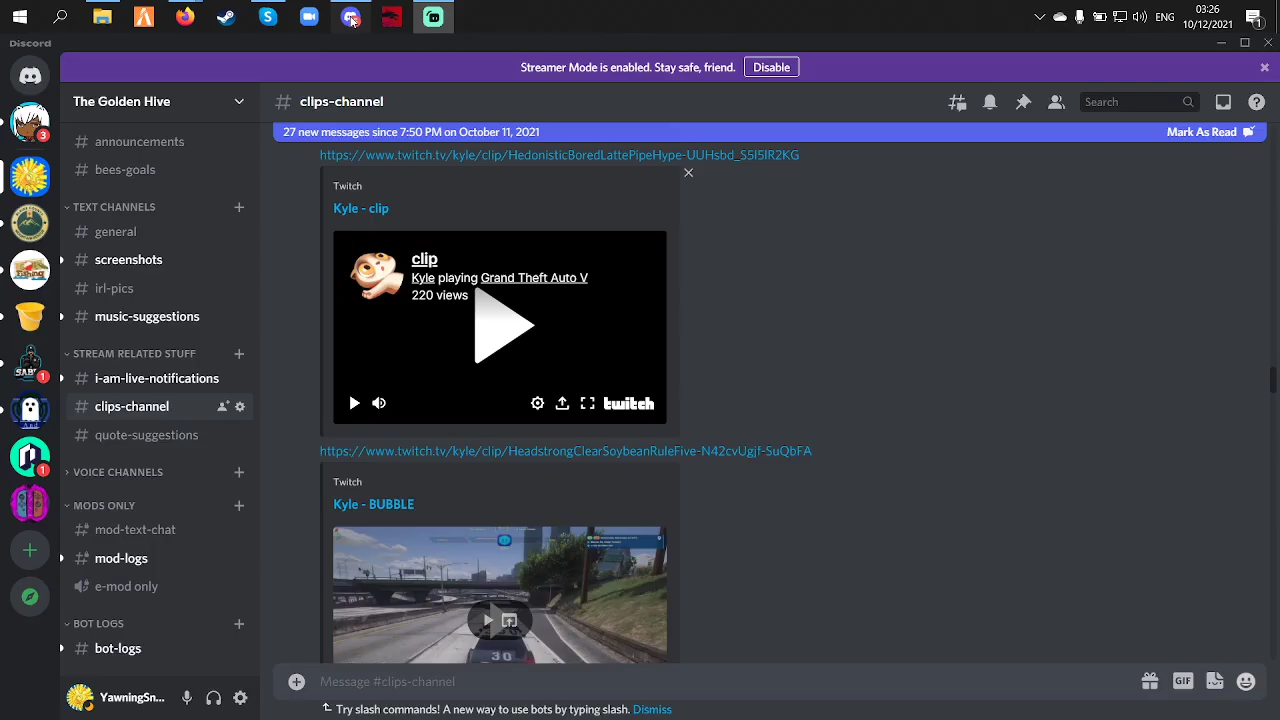 03:26
ENG
10/12/2021
1
Discord
Streamer Mode is enabled. Stay safe, friend. Disable
The Golden Hive
clips-channel
Search
27 new messages since 7:50 PM on October 11, 2021 Mark As Read
announcements
bees-goals
TEXT CHANNELS
general
screenshots
irl-pics
music-suggestions
STREAM RELATED STUFF
i-am-live-notifications
clips-channel
quote-suggestions
VOICE CHANNELS
MODS ONLY
mod-text-chat
mod-logs
e-mod only
BOT LOGS
bot-logs
YawningSn...
3
1
1
https://www.twitch.tv/kyle/clip/HedonisticBoredLattePipeHype-UUHsbd_S5I5IR2KG
Twitch
Kyle - clip
clip
Kyle playing Grand Theft Auto V
220 views
twitch
https://www.twitch.tv/kyle/clip/HeadstrongClearSoybeanRuleFive-N42cvUgjf-SuQbFA
Twitch
Kyle - BUBBLE
30
Message #clips-channel
GIF
Try slash commands! A new way to use bots by typing slash. Dismiss